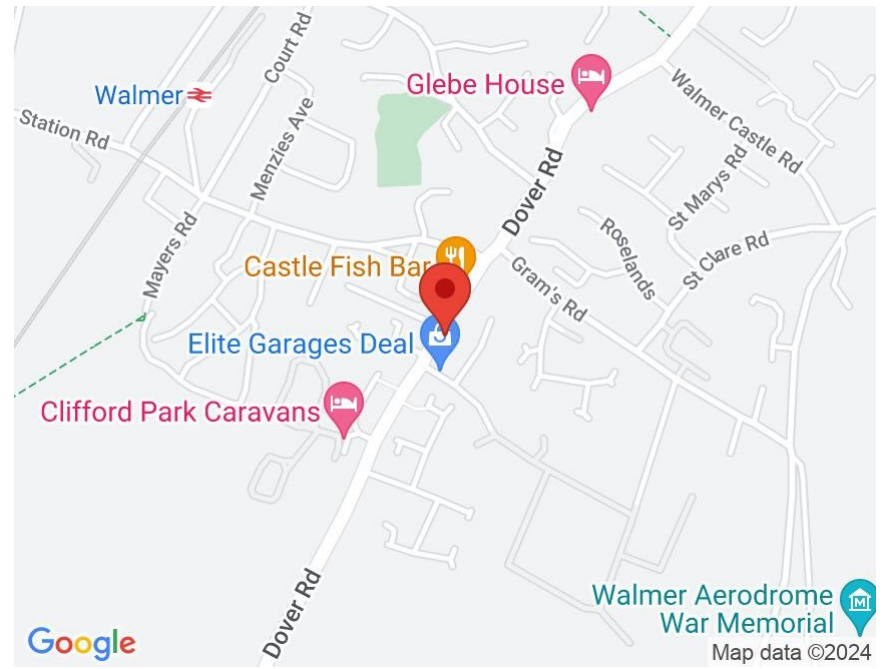 Glebe House
Court Rd
Walmer
Station Rd
Menzies Ave
Walmer Castle Rd
Dover Rd
St Marys Rd
Roselands
Mayers Rd
Castle Fish Bar
St Clare Rd
Gram's Rd
Elite Garages Deal
Clifford Park Caravans
Dover Rd
Walmer Aerodrome
War Memorial
M
Google
Map data ©2024